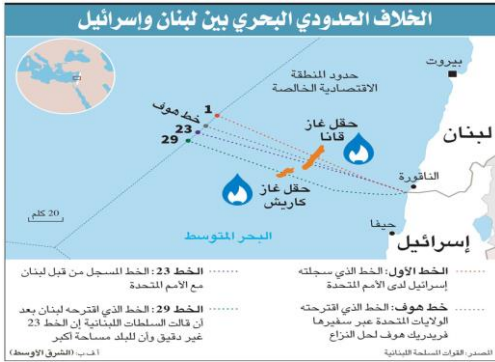 الخلاف الحدودي البحري بين لبنان وإسرائيل
بيروت
حدود المنطقة
الاقتصادية الخالصة
1
خط هوف
23
29
حقل غاز
قانا
لبنان
حقل غاز
كاريش
الناقورة
20 كلم
حيفا
البحر المتوسط
إسرائيل
الخط الأول: الخط الذي سجلته
إسرائيل لدى الأمم المتحدة
الخط 23: الخط المسجل من قبل لبنان
مع الأمم المتحدة
خط هوف: الخط الذي اقترحته
الولايات المتحدة عبر سفيرها
فريدريك هوف لحل النزاع
الخط 29: الخط الذي اقترحه لبنان بعد
أن قالت السلطات اللبنانية إن الخط 23
غير دقيق وأن للبلد مساحة أكبر
المصدر: القوات المسلحة اللبنانية
أ.ف.ب: (الشرق الأوسط)